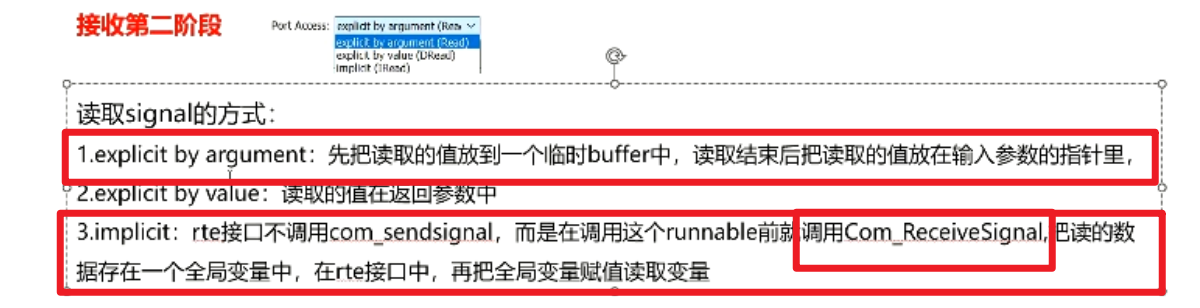 接收第二阶段
Port Access: explicit by argument (Rea
explicit by argument (Read)
explicit by value (DRead)
implicit (IRead)
读取signal的方式：
1.explicit by argument：先把读取的值放到一个临时buffer中，读取结束后把读取的值放在输入参数的指针里，
2.explicit by value：读取的值在返回参数中
3.implicit：rte接口不调用com_sendsignal，而是在调用这个runnable前就调用Com_ReceiveSignal,把读的数
据存在一个全局变量中，在rte接口中，再把全局变量赋值读取变量